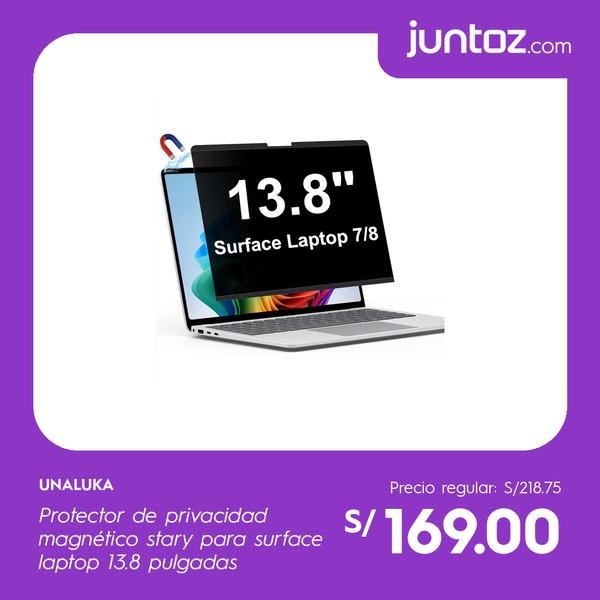 juntoz.com
13.8"
Surface Laptop 7/8
UNALUKA
Protector de privacidad
magnético stary para surface
laptop 13.8 pulgadas
Precio regular: S/218.75
S/169.00